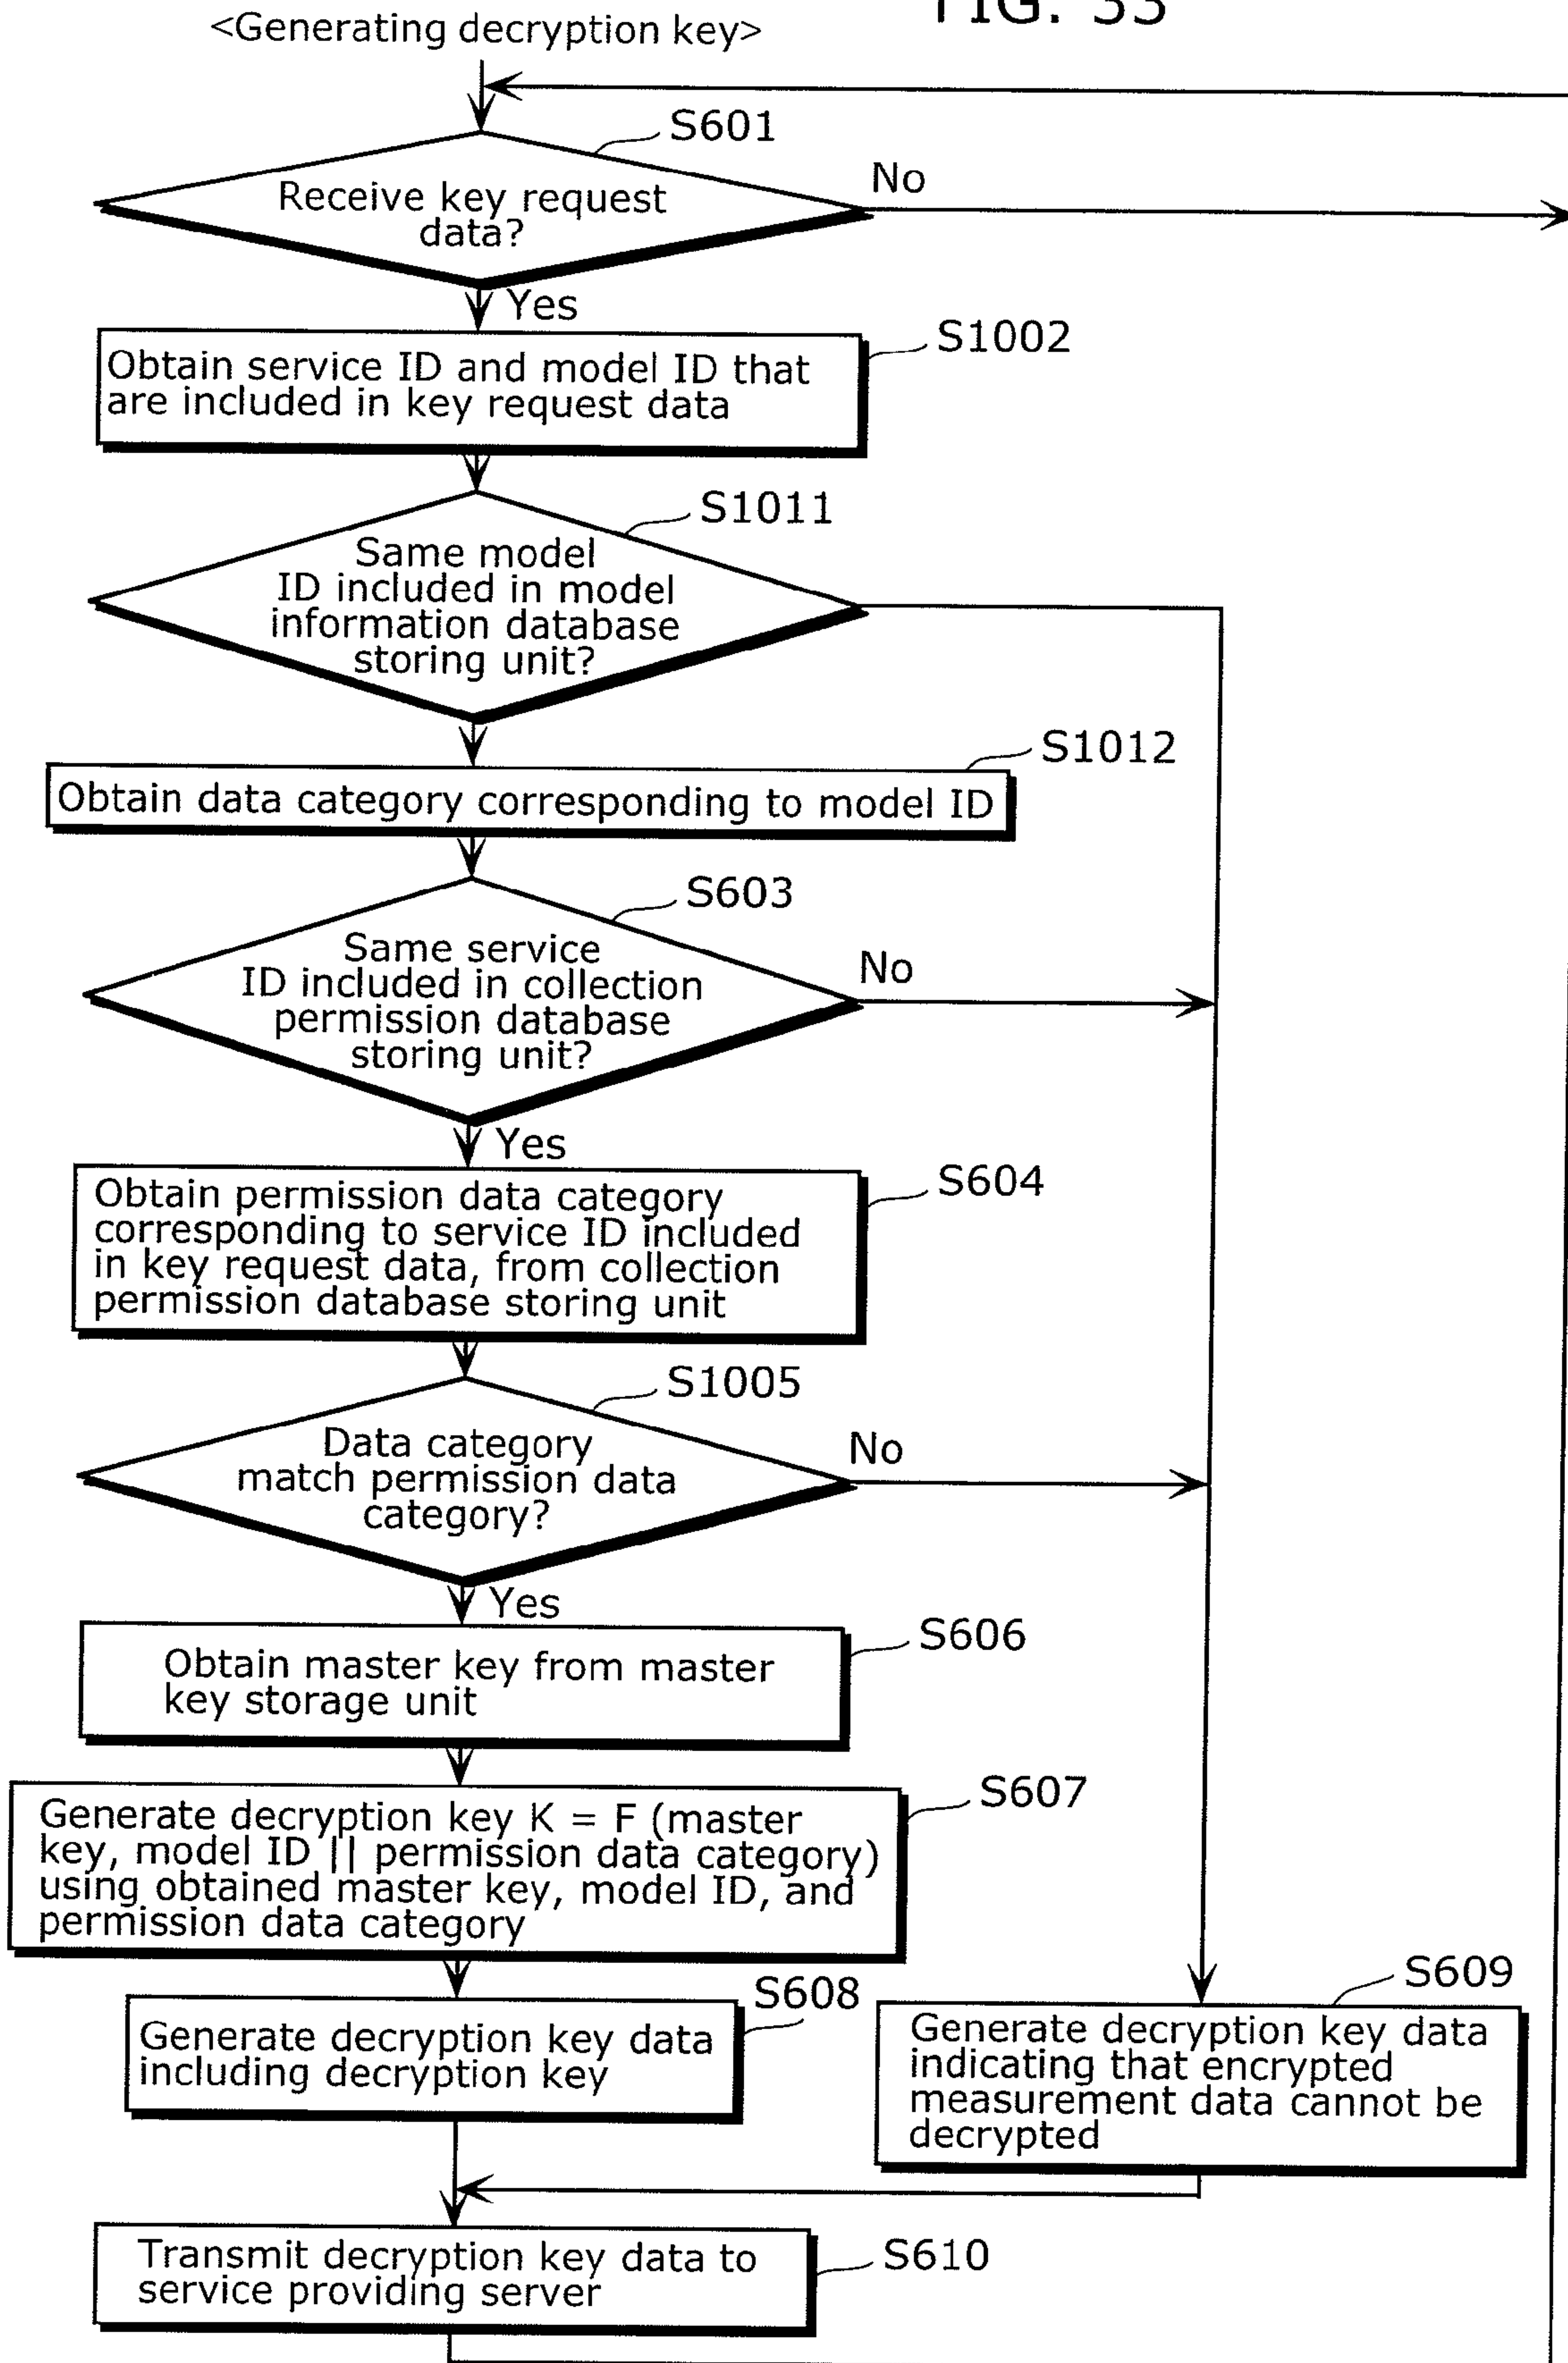 FIG. 33
<Generating decryption key>
S601
Receive key request
data?
No
Yes
S1002
Obtain service ID and model ID that
are included in key request data
S1011
Same model
ID included in model
information database
storing unit?
S1012
Obtain data category corresponding to model ID
S603
Same service
ID included in collection
permission database
storing unit?
No
Yes
S604
Obtain permission data category
corresponding to service ID included
in key request data, from collection
permission database storing unit
S1005
Data category
match permission data
category?
No
Yes
S606
Obtain master key from master
key storage unit
S607
Generate decryption key K = F (master
key, model ID || permission data category)
using obtained master key, model ID, and
permission data category
S608
Generate decryption key data
including decryption key
S609
Generate decryption key data
indicating that encrypted
measurement data cannot be
decrypted
S610
Transmit decryption key data to
service providing server